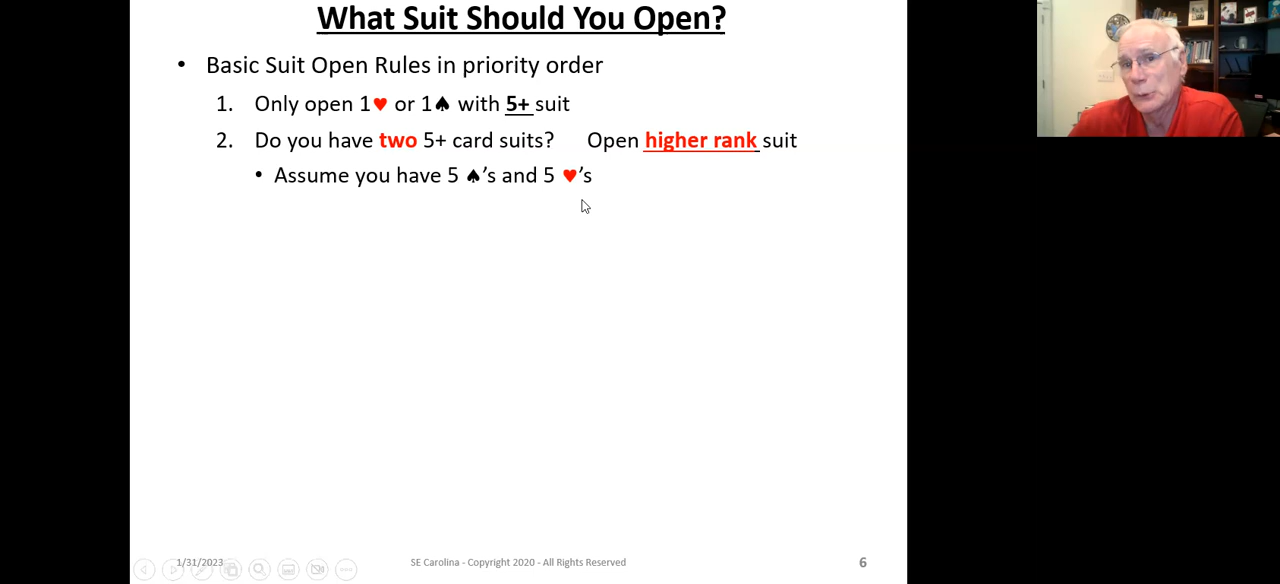 What Suit Should You Open?
• Basic Suit Open Rules in priority order
1. Only open 1♥ or 1♠ with 5+ suit
2. Do you have two 5+ card suits? Open higher rank suit
• Assume you have 5 ♠'s and 5 ♥'s
1/31/2023 SE Carolina - Copyright 2020 - All Rights Reserved 6